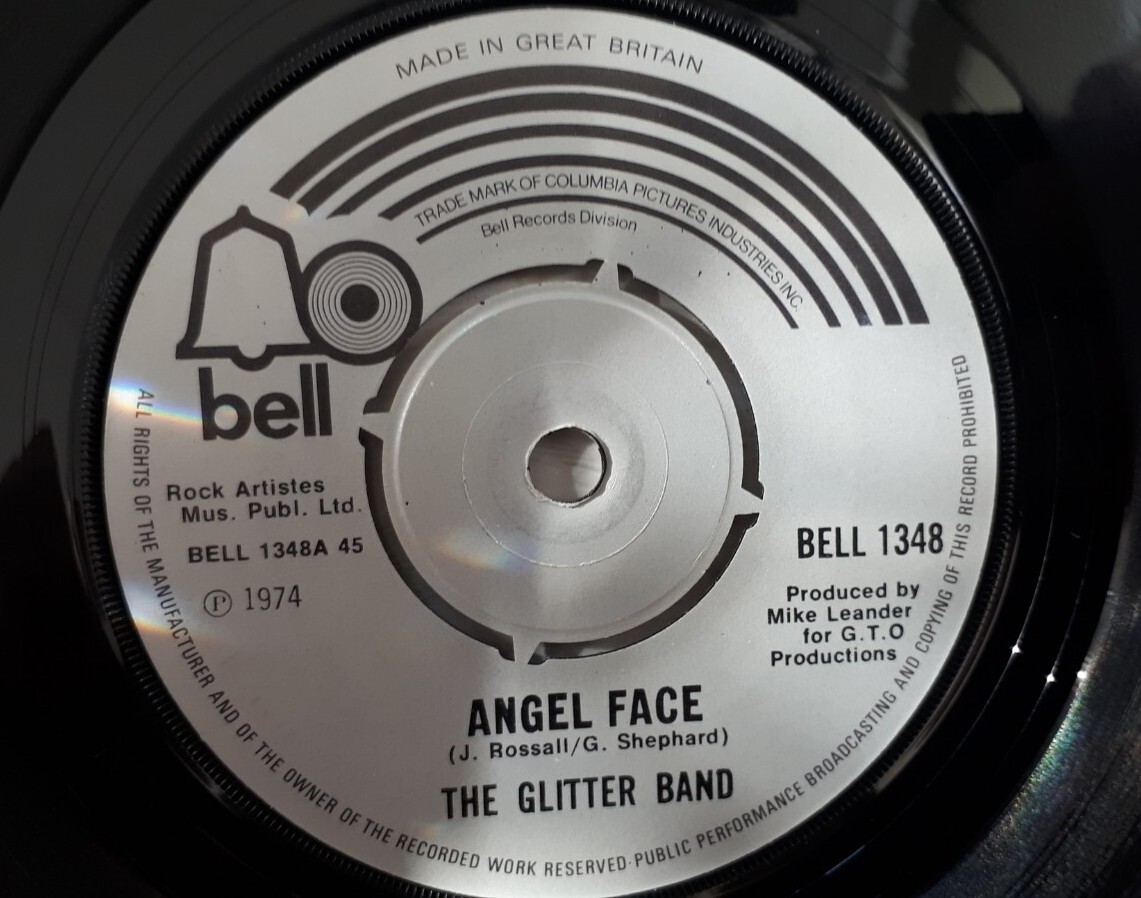 MADE IN GREAT BRITAIN
TRADE MARK OF COLUMBIA PICTURES INDUSTRIES INC.
Bell Records Division
bell
Rock Artistes
Mus. Publ. Ltd.
BELL 1348A 45
Ⓟ 1974
BELL 1348
Produced by
Mike Leander
for G.T.O
Productions
ANGEL FACE
(J. Rossall/G. Shephard)
THE GLITTER BAND
ALL RIGHTS OF THE MANUFACTURER AND OF THE OWNER OF THE RECORDED WORK RESERVED·PUBLIC PERFORMANCE BROADCASTING AND COPYING OF THIS RECORD PROHIBITED